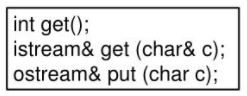 int get();
istream& get (char& c);
ostream& put (char c);